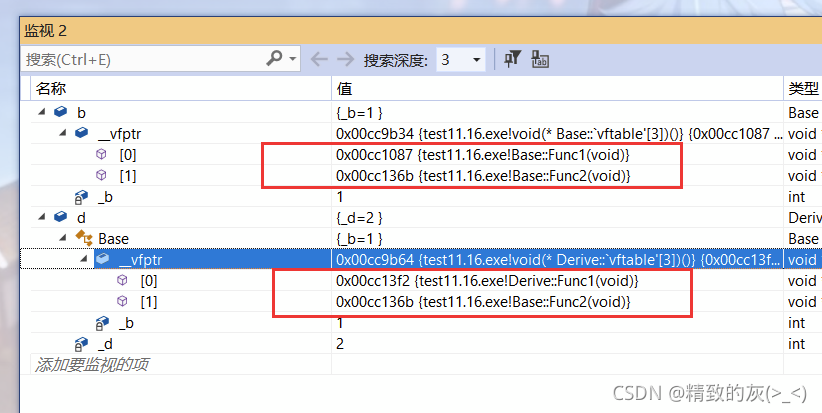 监视 2
搜索(Ctrl+E) 搜索深度: 3
名称 值 类型
b {_b=1 } Base
__vfptr 0x00cc9b34 {test11.16.exe!void(* Base::`vftable'[3])()} {0x00cc1087 ... void
[0] 0x00cc1087 {test11.16.exe!Base::Func1(void)} void
[1] 0x00cc136b {test11.16.exe!Base::Func2(void)} void
_b 1 int
d {_d=2 } Deriv
Base {_b=1 } Base
__vfptr 0x00cc9b64 {test11.16.exe!void(* Derive::`vftable'[3])()} {0x00cc13f... void
[0] 0x00cc13f2 {test11.16.exe!Derive::Func1(void)} void
[1] 0x00cc136b {test11.16.exe!Base::Func2(void)} void
_b 1 int
_d 2 int
添加要监视的项
CSDN @精致的灰(>_<)